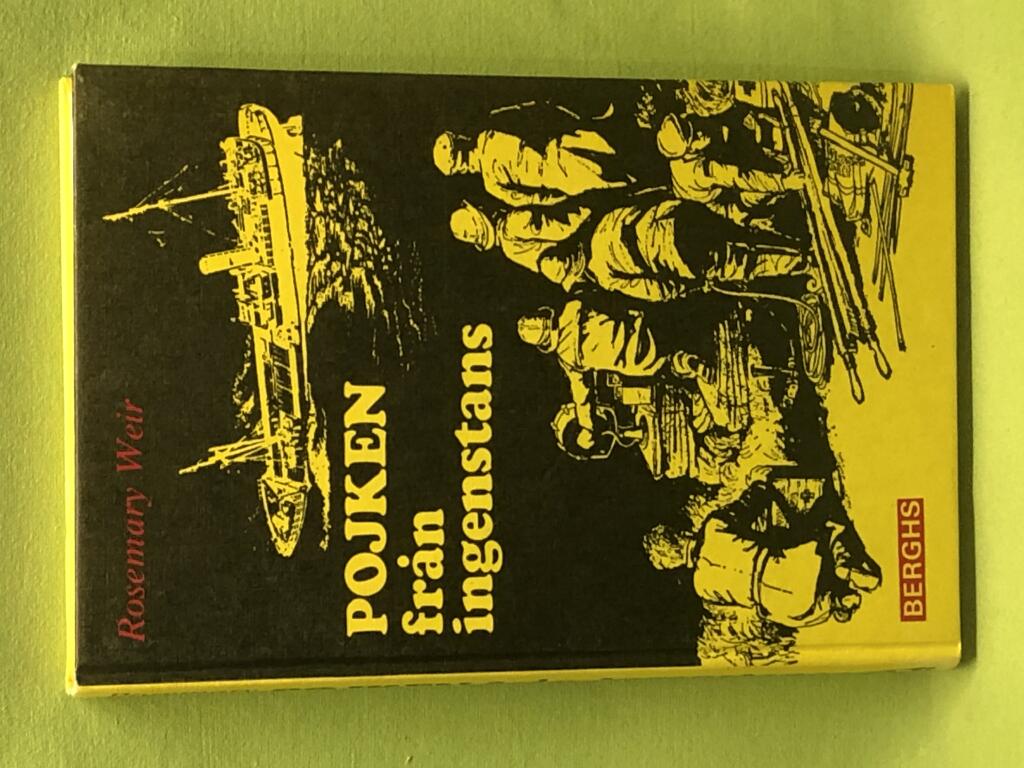 Rosemary Weir
POJKEN
från
ingenstans
BERGHS